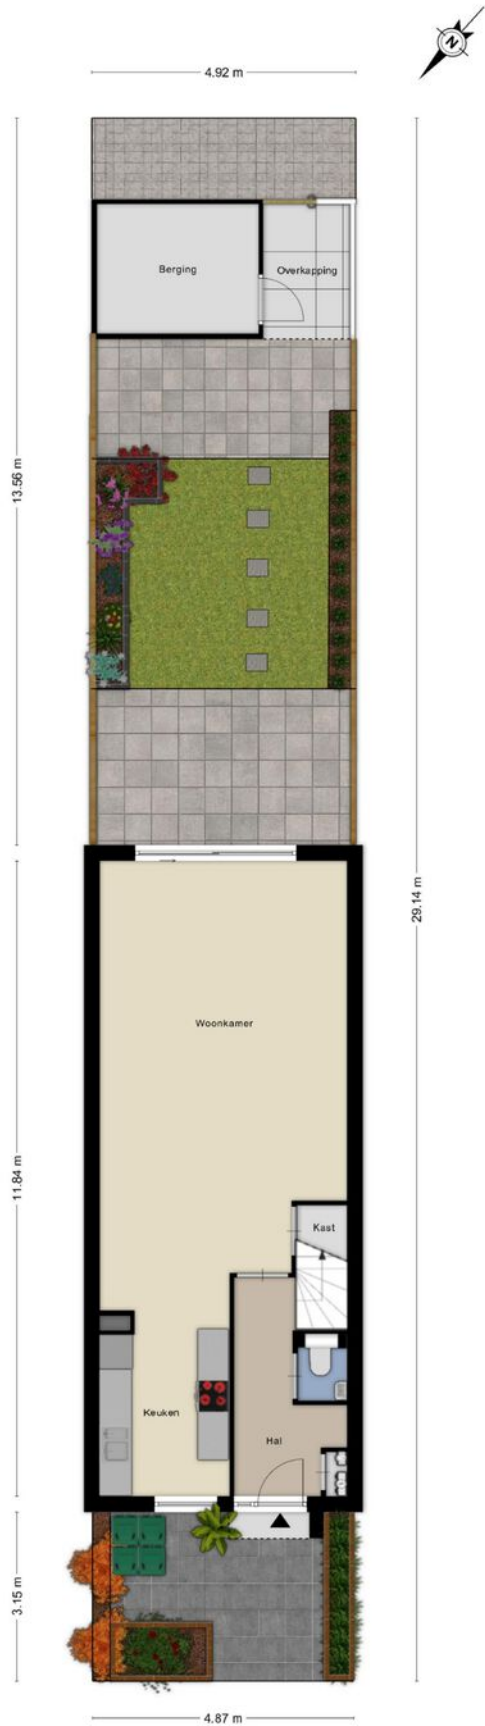 N
4.92 m
Berging
Overkapping
13.56 m
29.14 m
Woonkamer
11.84 m
Kast
Keuken
Hal
3.15 m
4.87 m